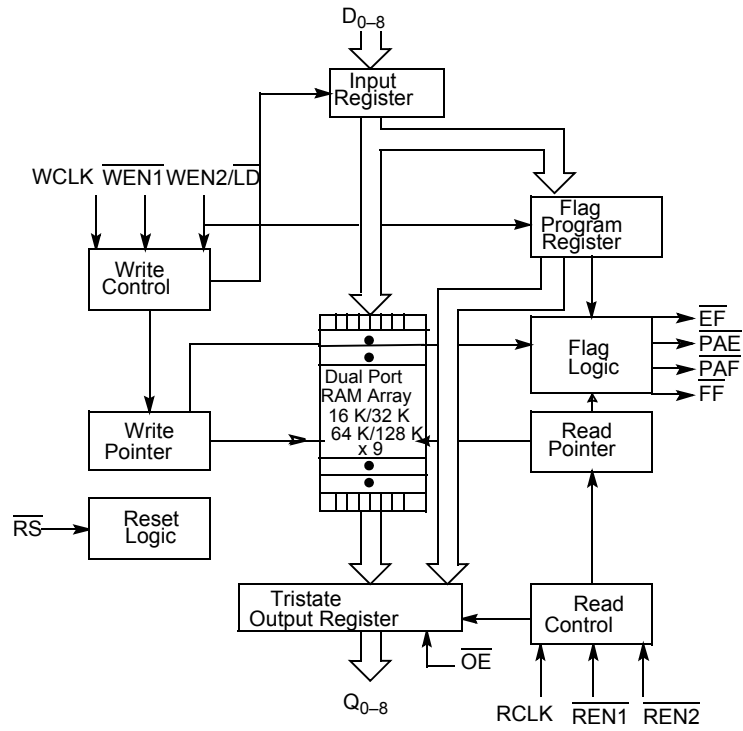 D0–8
Input
Register
WCLK WEN1 WEN2/LD
Flag
Program
Register
Write
Control
EF
PAE
PAF
FF
Flag
Logic
Dual Port
RAM Array
16 K/32 K
64 K/128 K
x 9
Write
Pointer
Read
Pointer
RS
Reset
Logic
Tristate
Output Register
Read
Control
OE
Q0–8
RCLK REN1 REN2